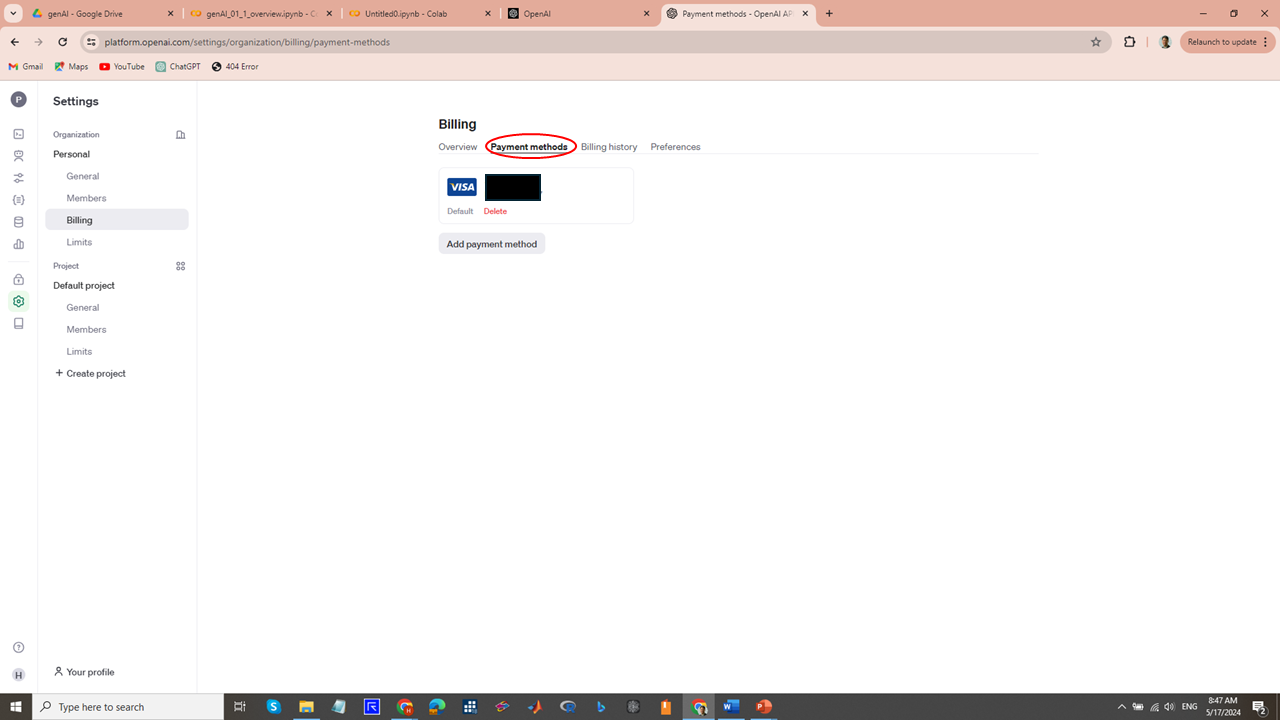 genAI - Google Drive
genAI_01_1_overview.ipynb - C
Untitled0.ipynb - Colab
OpenAI
Payment methods - OpenAI AP
platform.openai.com/settings/organization/billing/payment-methods
Relaunch to update
Gmail
Maps
YouTube
ChatGPT
404 Error
P
Settings
Organization
Personal
General
Members
Billing
Limits
Project
Default project
General
Members
Limits
+ Create project
Your profile
H
Billing
Overview
Payment methods
Billing history
Preferences
VISA
Default
Delete
Add payment method
Type here to search
ENG
8:47 AM
5/17/2024
2